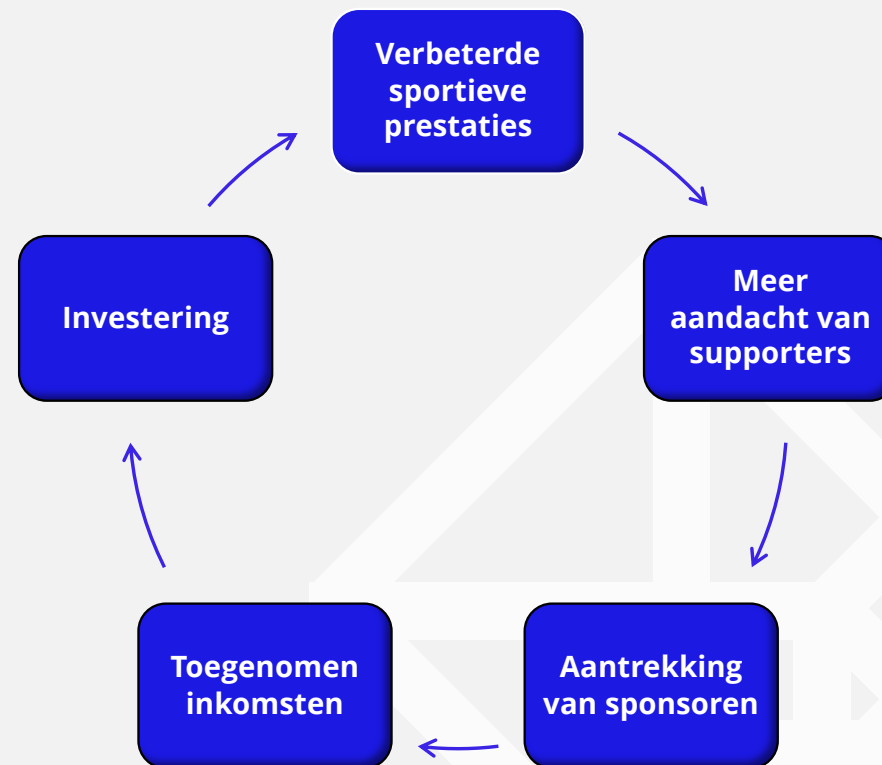 Verbeterde
sportieve
prestaties
Meer
aandacht van
supporters
Aantrekking
van sponsoren
Toegenomen
inkomsten
Investering